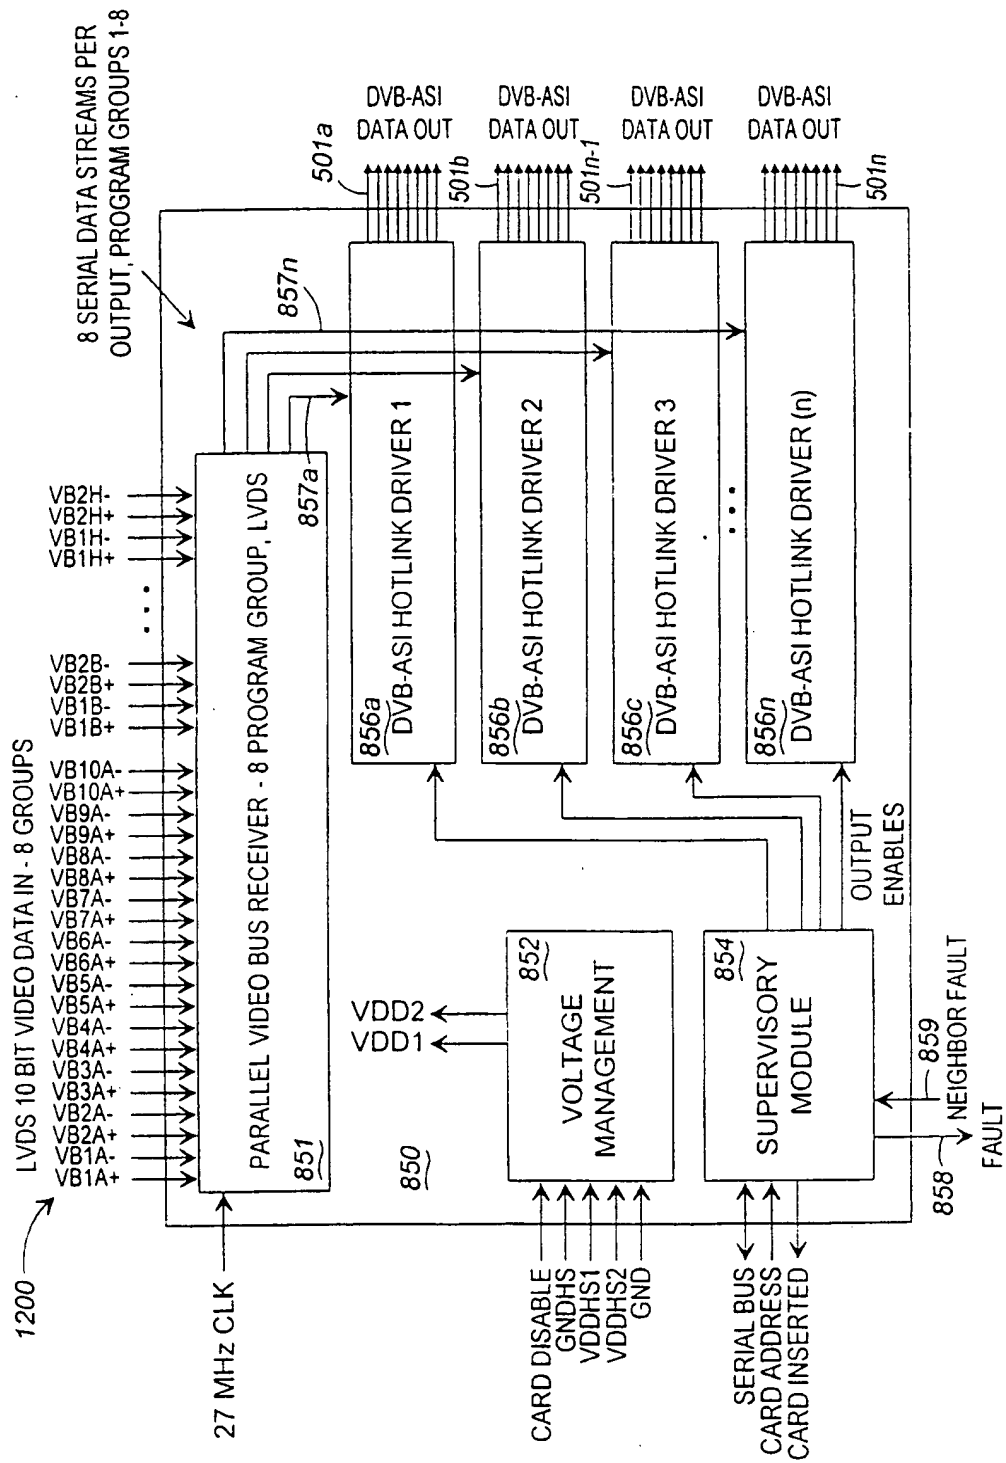 1200
LVDS 10 BIT VIDEO DATA IN - 8 GROUPS
VB1A+
VB1A-
VB2A+
VB2A-
VB3A+
VB3A-
VB4A+
VB4A-
VB5A+
VB5A-
VB6A+
VB6A-
VB7A+
VB7A-
VB8A+
VB8A-
VB9A+
VB9A-
VB10A+
VB10A-
VB1B+
VB1B-
VB2B+
VB2B-
...
VB1H+
VB1H-
VB2H+
VB2H-
8 SERIAL DATA STREAMS PER
OUTPUT, PROGRAM GROUPS 1-8
27 MHz CLK
PARALLEL VIDEO BUS RECEIVER - 8 PROGRAM GROUP, LVDS
851
857a
857n
850
856a
DVB-ASI HOTLINK DRIVER 1
501a
DVB-ASI
DATA OUT
856b
DVB-ASI HOTLINK DRIVER 2
501b
DVB-ASI
DATA OUT
856c
DVB-ASI HOTLINK DRIVER 3
501n-1
DVB-ASI
DATA OUT
...
856n
DVB-ASI HOTLINK DRIVER (n)
501n
DVB-ASI
DATA OUT
VDD1
VDD2
CARD DISABLE
GNDHS
VDDHS1
VDDHS2
GND
852
VOLTAGE
MANAGEMENT
SERIAL BUS
CARD ADDRESS
CARD INSERTED
854
SUPERVISORY
MODULE
OUTPUT
ENABLES
858
FAULT
859
NEIGHBOR FAULT